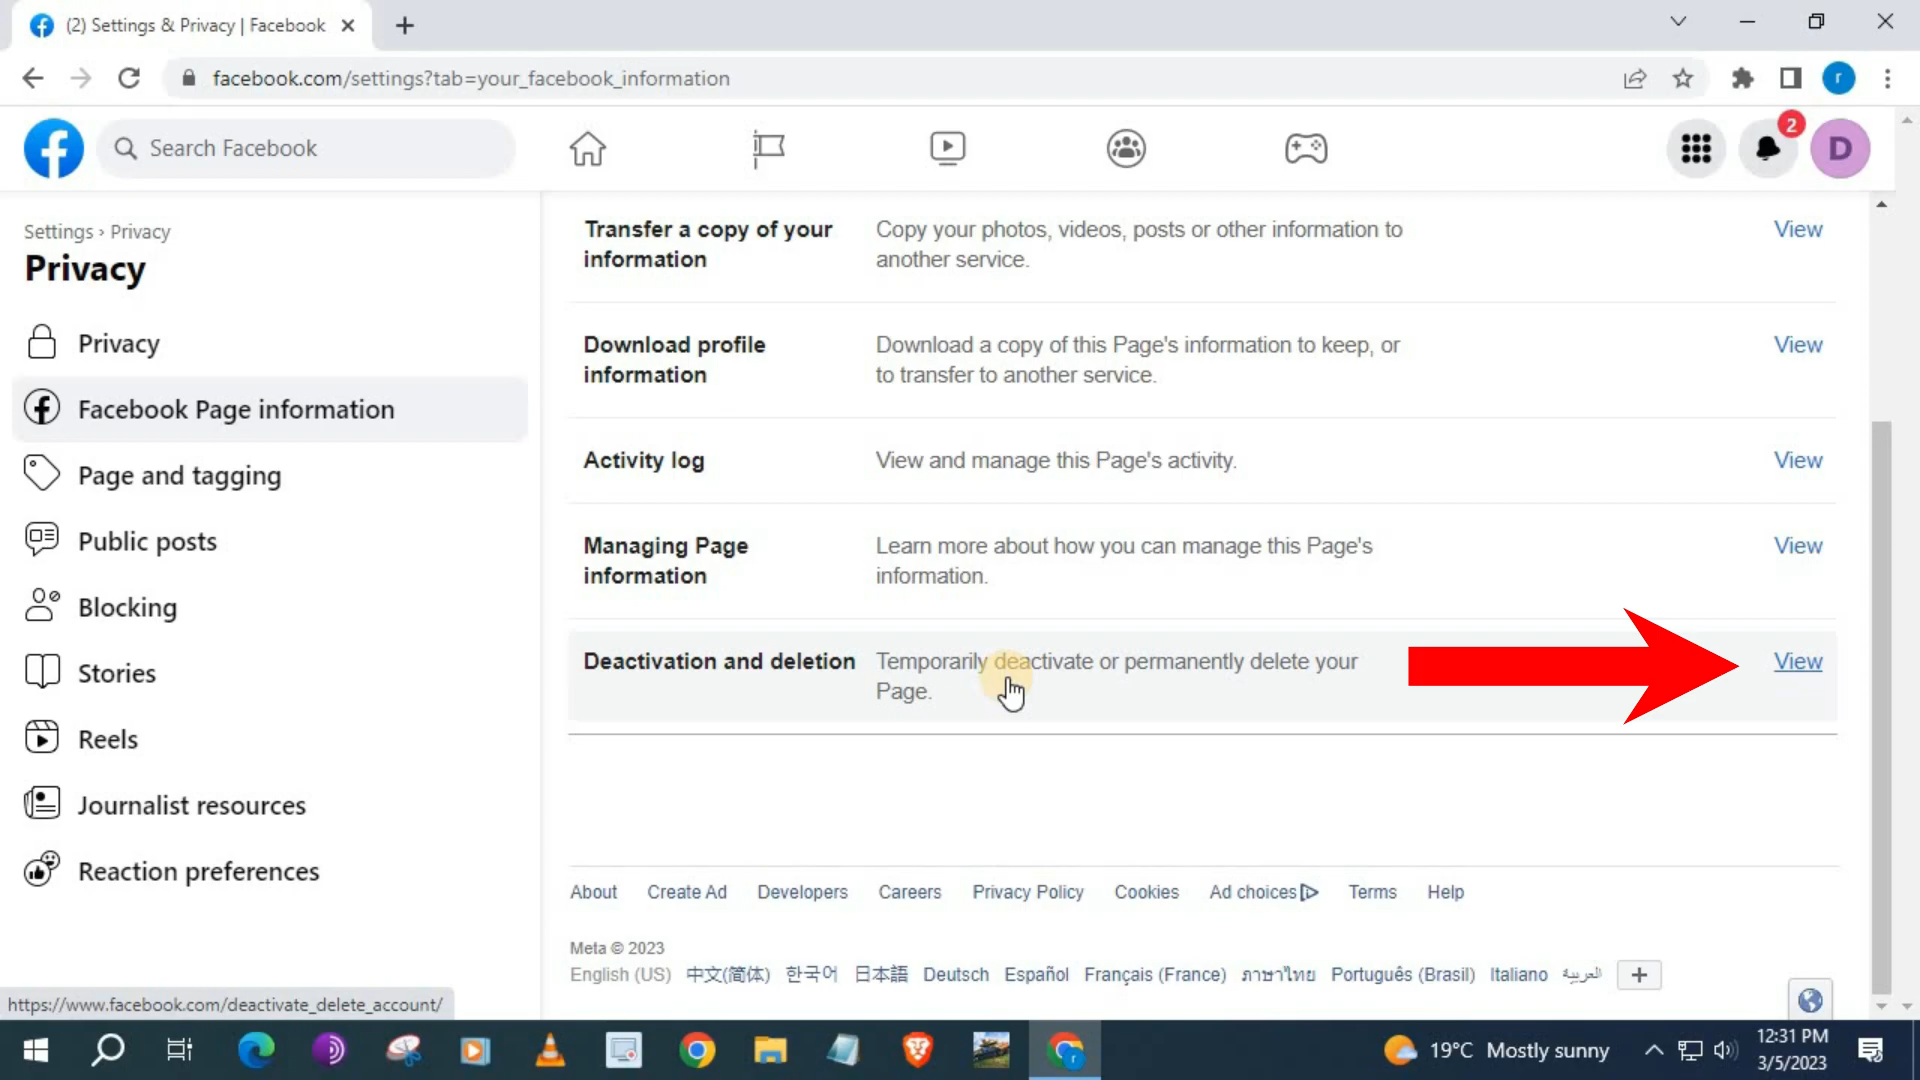 (2) Settings & Privacy | Facebook
facebook.com/settings?tab=your_facebook_information
r
Search Facebook
2
D
Settings › Privacy
Privacy
Privacy
Facebook Page information
Page and tagging
Public posts
Blocking
Stories
Reels
Journalist resources
Reaction preferences
Transfer a copy of your
information
Copy your photos, videos, posts or other information to
another service.
View
Download profile
information
Download a copy of this Page's information to keep, or
to transfer to another service.
View
Activity log
View and manage this Page's activity.
View
Managing Page
information
Learn more about how you can manage this Page's
information.
View
Deactivation and deletion
Temporarily deactivate or permanently delete your
Page.
View
About Create Ad Developers Careers Privacy Policy Cookies Ad choices Terms Help
Meta © 2023
English (US) 中文(简体) 한국어 日本語 Deutsch Español Français (France) ภาษาไทย Português (Brasil) Italiano العربية
https://www.facebook.com/deactivate_delete_account/
r
19°C Mostly sunny
12:31 PM
3/5/2023